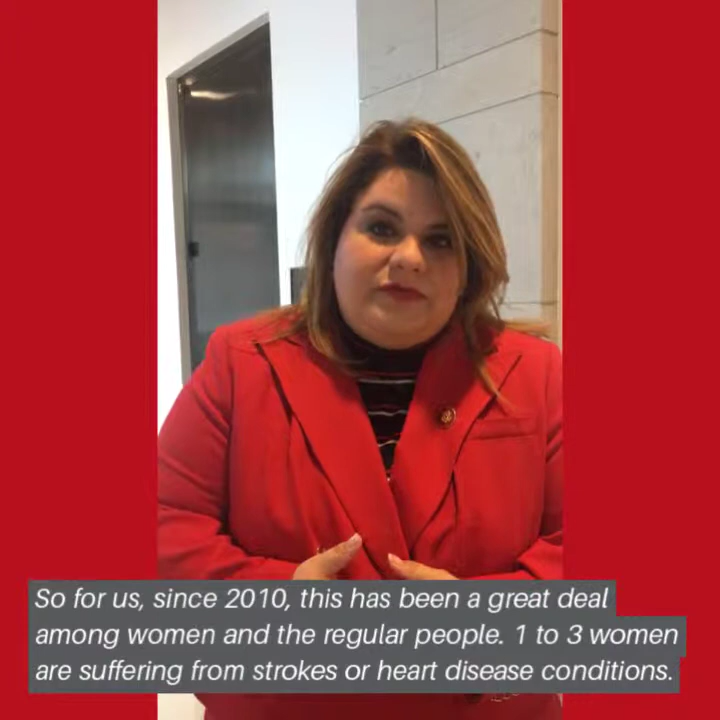 So for us, since 2010, this has been a great deal
among women and the regular people. 1 to 3 women
are suffering from strokes or heart disease conditions.